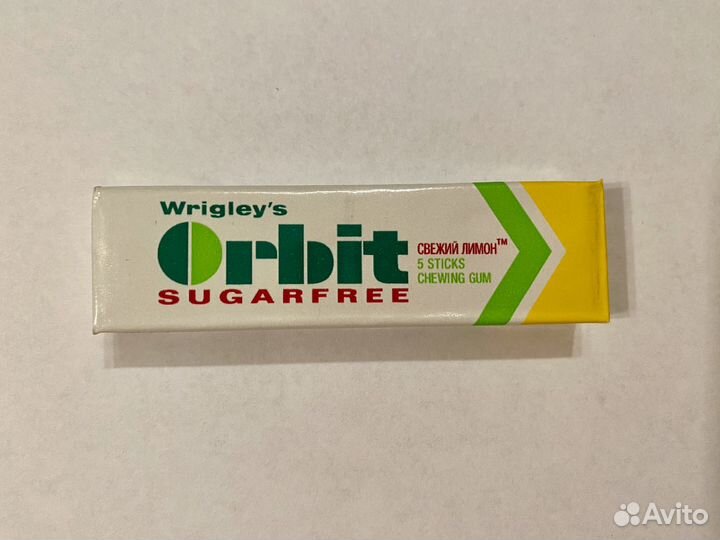 Wrigley's
Orbit
SUGARFREE
СВЕЖИЙ ЛИМОН™
5 STICKS
CHEWING GUM
Avito